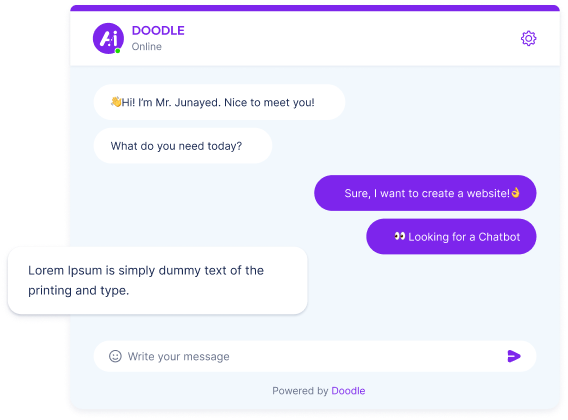 Ai
DOODLE
Online
👋Hi! I'm Mr. Junayed. Nice to meet you!
What do you need today?
Sure, I want to create a website!👌
👀 Looking for a Chatbot
Lorem Ipsum is simply dummy text of the
printing and type.
Write your message
Powered by Doodle